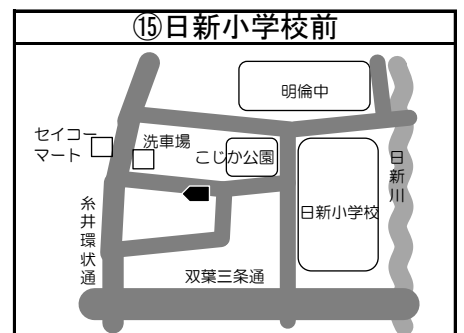 ⑮日新小学校前
明倫中
セイコー
マート
洗車場
こじか公園
日新川
日新小学校
糸井環状通
双葉三条通